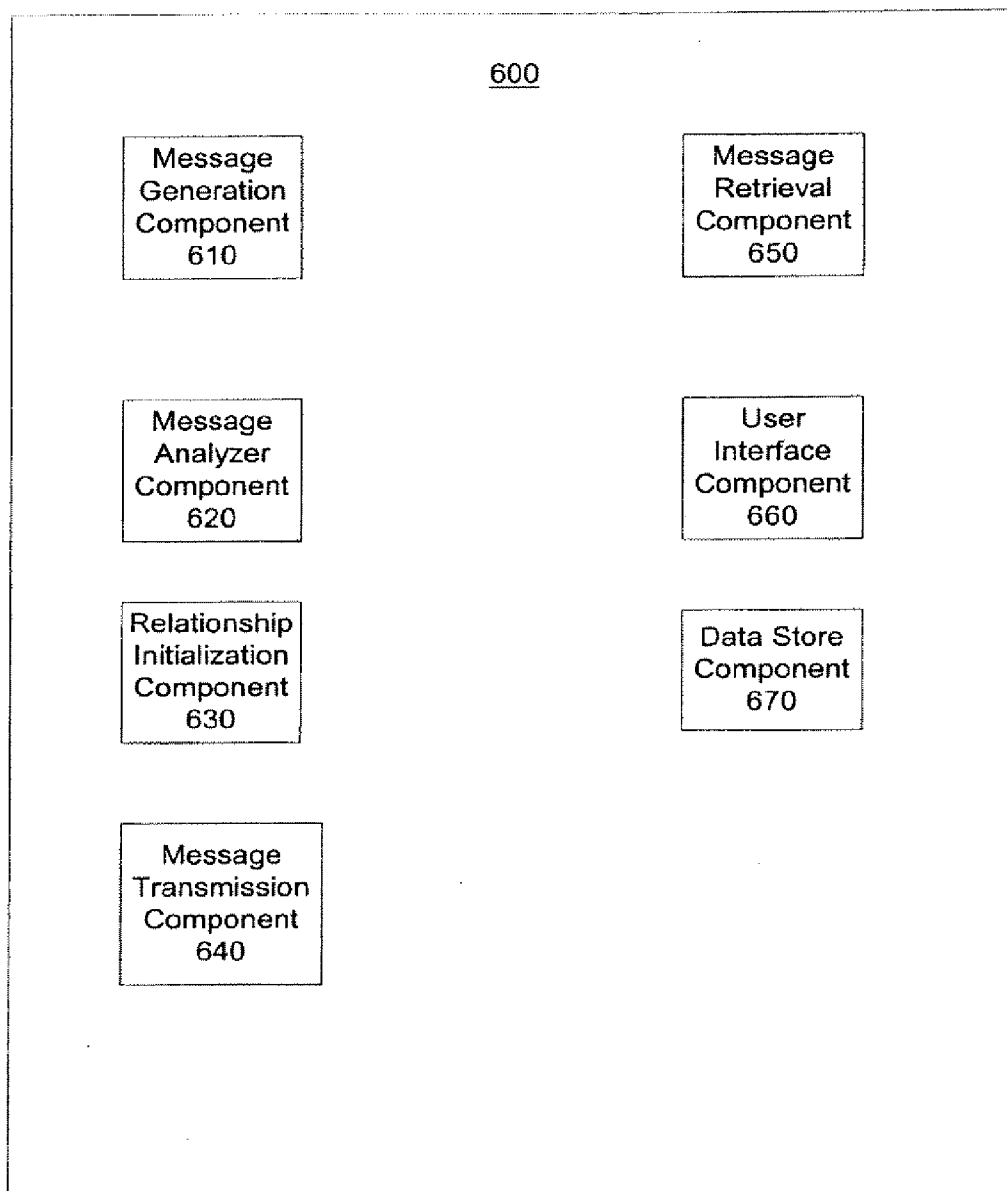 600
Message
Generation
Component
610
Message
Retrieval
Component
650
Message
Analyzer
Component
620
User
Interface
Component
660
Relationship
Initialization
Component
630
Data Store
Component
670
Message
Transmission
Component
640